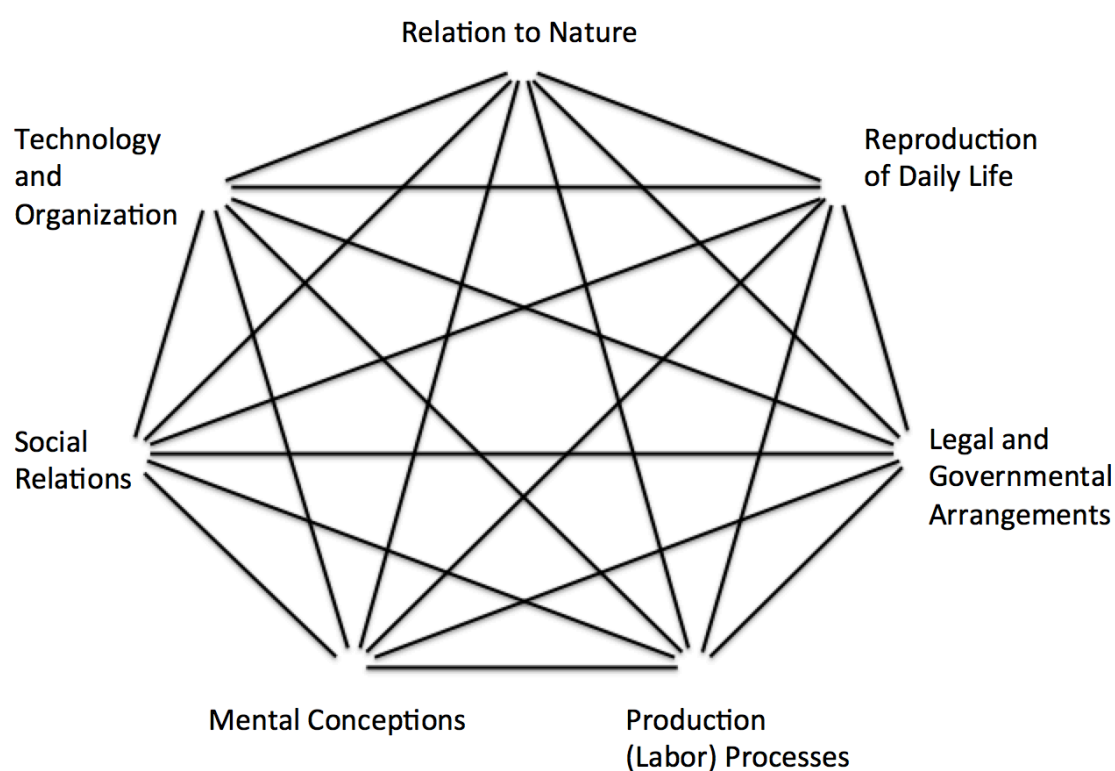 Relation to Nature
Technology
and
Organization
Reproduction
of Daily Life
Social
Relations
Legal and
Governmental
Arrangements
Mental Conceptions
Production
(Labor) Processes